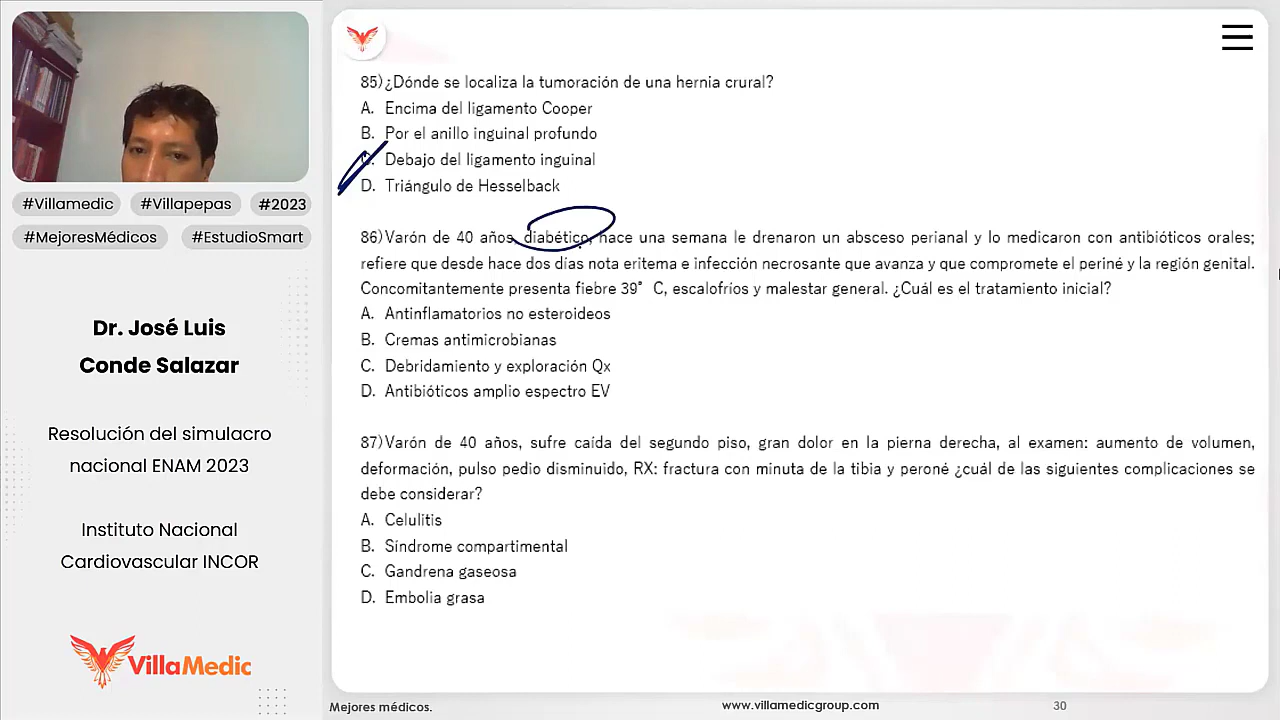 #Villamedic
#Villapepas
#2023
#MejoresMédicos
#EstudioSmart
Dr. José Luis
Conde Salazar
Resolución del simulacro
nacional ENAM 2023
Instituto Nacional
Cardiovascular INCOR
VillaMedic
85)¿Dónde se localiza la tumoración de una hernia crural?
A. Encima del ligamento Cooper
B. Por el anillo inguinal profundo
C. Debajo del ligamento inguinal
D. Triángulo de Hesselback
86)Varón de 40 años, diabético, hace una semana le drenaron un absceso perianal y lo medicaron con antibióticos orales;
refiere que desde hace dos días nota eritema e infección necrosante que avanza y que compromete el periné y la región genital.
Concomitantemente presenta fiebre 39° C, escalofríos y malestar general. ¿Cuál es el tratamiento inicial?
A. Antinflamatorios no esteroideos
B. Cremas antimicrobianas
C. Debridamiento y exploración Qx
D. Antibióticos amplio espectro EV
87)Varón de 40 años, sufre caída del segundo piso, gran dolor en la pierna derecha, al examen: aumento de volumen,
deformación, pulso pedio disminuido, RX: fractura con minuta de la tibia y peroné ¿cuál de las siguientes complicaciones se
debe considerar?
A. Celulitis
B. Síndrome compartimental
C. Gandrena gaseosa
D. Embolia grasa
Mejores médicos.
www.villamedicgroup.com
30